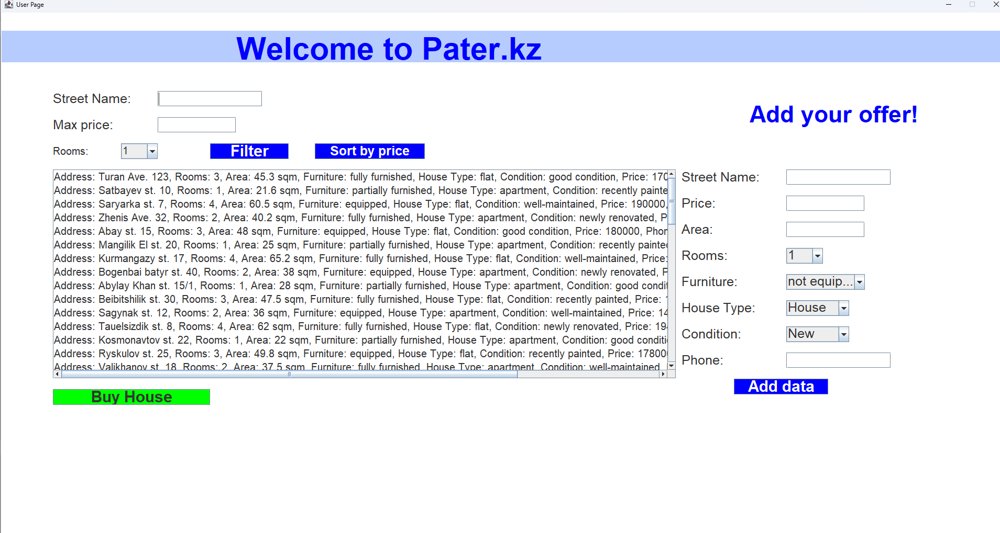 User Page
Welcome to Pater.kz
Street Name:
Max price:
Rooms: 1 Filter Sort by price
Address: Turan Ave. 123, Rooms: 3, Area: 45.3 sqm, Furniture: fully furnished, House Type: flat, Condition: good condition, Price: 170
Address: Satbayev st. 10, Rooms: 1, Area: 21.6 sqm, Furniture: partially furnished, House Type: apartment, Condition: recently painte
Address: Saryarka st. 7, Rooms: 4, Area: 60.5 sqm, Furniture: equipped, House Type: flat, Condition: well-maintained, Price: 190000,
Address: Zhenis Ave. 32, Rooms: 2, Area: 40.2 sqm, Furniture: fully furnished, House Type: apartment, Condition: newly renovated, P
Address: Abay st. 15, Rooms: 3, Area: 48 sqm, Furniture: equipped, House Type: flat, Condition: good condition, Price: 180000, Phon
Address: Mangilik El st. 20, Rooms: 1, Area: 25 sqm, Furniture: partially furnished, House Type: apartment, Condition: recently painted
Address: Kurmangazy st. 17, Rooms: 4, Area: 65.2 sqm, Furniture: fully furnished, House Type: flat, Condition: well-maintained, Price:
Address: Bogenbai batyr st. 40, Rooms: 2, Area: 38 sqm, Furniture: equipped, House Type: apartment, Condition: newly renovated, P
Address: Abylay Khan st. 15/1, Rooms: 1, Area: 28 sqm, Furniture: partially furnished, House Type: apartment, Condition: good condit
Address: Beibitshilik st. 30, Rooms: 3, Area: 47.5 sqm, Furniture: fully furnished, House Type: flat, Condition: recently painted, Price: 1
Address: Sagynak st. 12, Rooms: 2, Area: 36 sqm, Furniture: equipped, House Type: apartment, Condition: well-maintained, Price: 14
Address: Tauelsizdik st. 8, Rooms: 4, Area: 62 sqm, Furniture: fully furnished, House Type: flat, Condition: newly renovated, Price: 194
Address: Kosmonavtov st. 22, Rooms: 1, Area: 22 sqm, Furniture: partially furnished, House Type: apartment, Condition: good conditi
Address: Ryskulov st. 25, Rooms: 3, Area: 49.8 sqm, Furniture: equipped, House Type: flat, Condition: recently painted, Price: 178000
Address: Valikhanov st. 18, Rooms: 2, Area: 37.5 sqm, Furniture: fully furnished, House Type: apartment, Condition: well-maintained,
Buy House
Add your offer!
Street Name:
Price:
Area:
Rooms: 1
Furniture: not equip...
House Type: House
Condition: New
Phone:
Add data